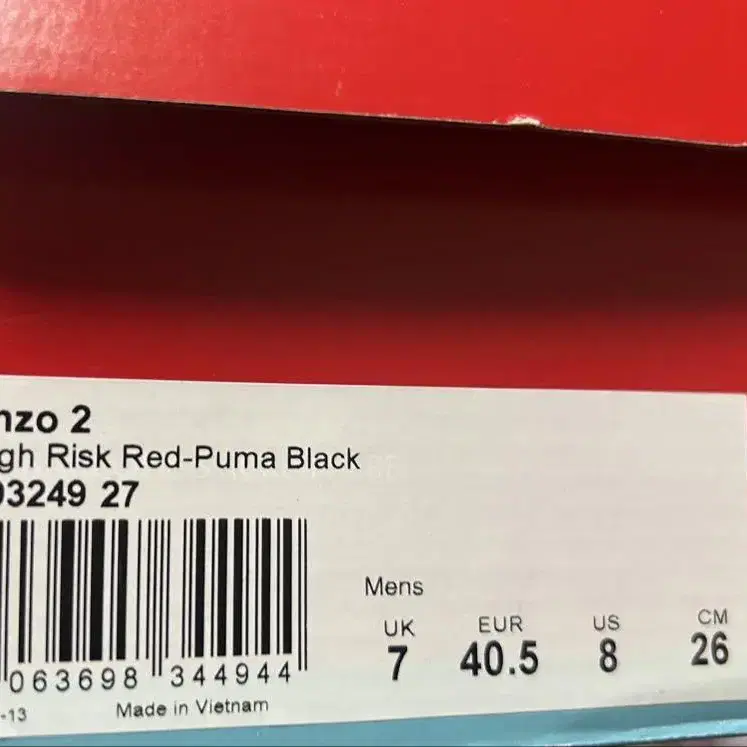 nzo 2
gh Risk Red-Puma Black
93249 27
Mens
UK EUR US CM
7 40.5 8 26
063698 344944
-13
Made in Vietnam